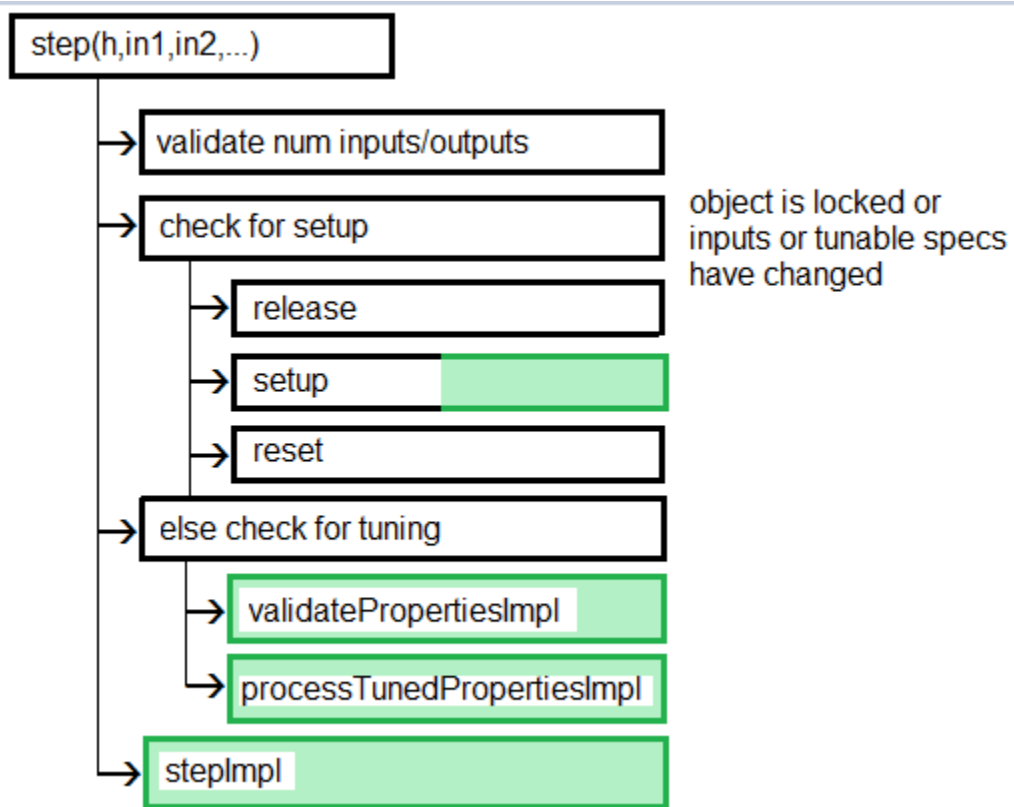 step(h,in1,in2,...)
validate num inputs/outputs
check for setup
object is locked or
inputs or tunable specs
have changed
release
setup
reset
else check for tuning
validatePropertiesImpl
processTunedPropertiesImpl
stepImpl